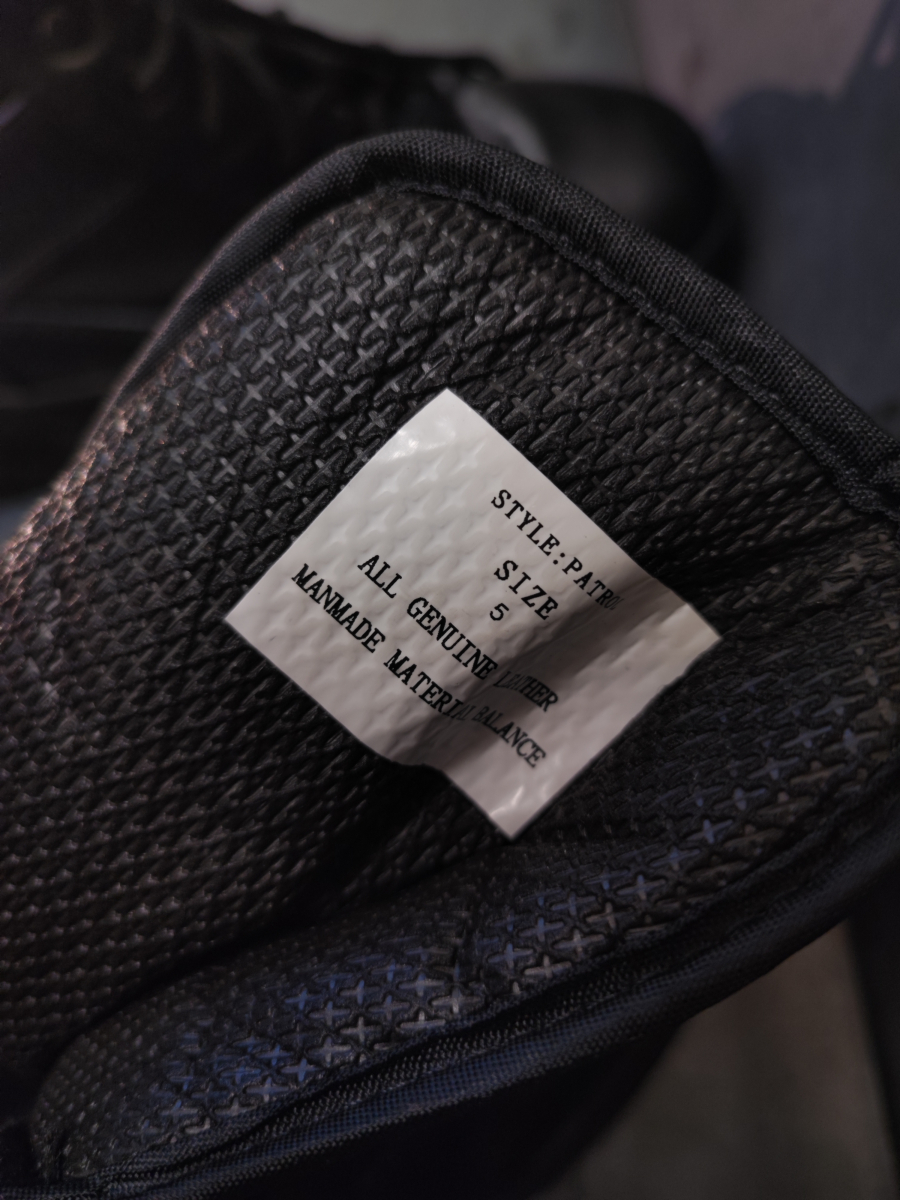 STYLE:PATRO
SIZE
5
ALL GENUINE LEATHER
MANMADE MATERIAL BALANCE